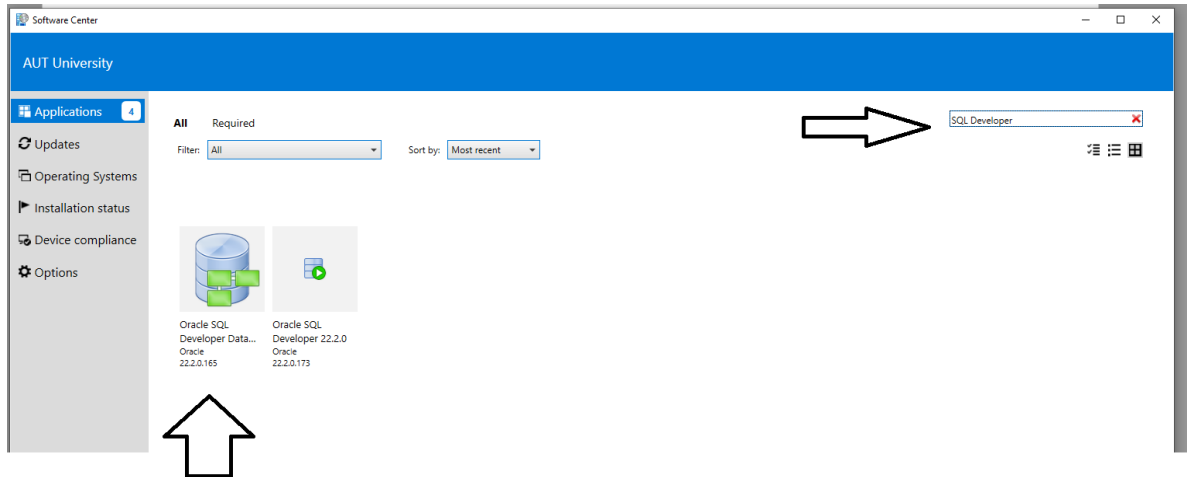 Software Center
AUT University
Applications 4
Updates
Operating Systems
Installation status
Device compliance
Options
All Required
SQL Developer
Filter: All Sort by: Most recent
Oracle SQL
Developer Data...
Oracle
22.2.0.165
Oracle SQL
Developer 22.2.0
Oracle
22.2.0.173